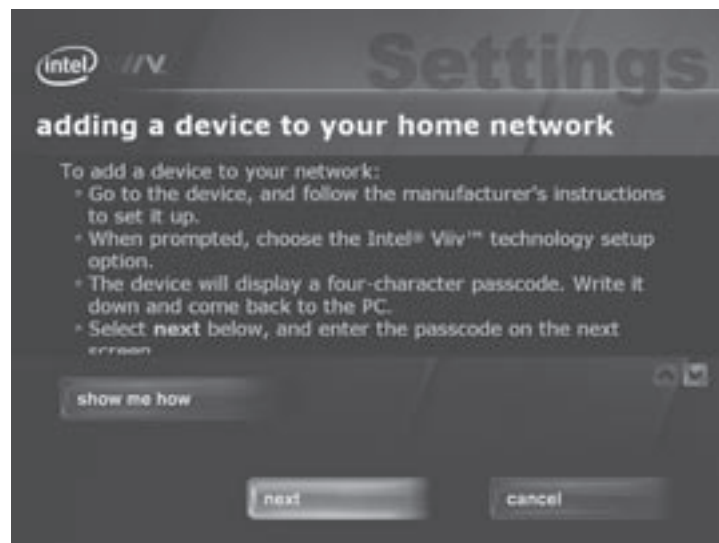 intel Viiv Settings
adding a device to your home network
To add a device to your network:
• Go to the device, and follow the manufacturer's instructions
to set it up.
• When prompted, choose the Intel® Viiv™ technology setup
option.
• The device will display a four-character passcode. Write it
down and come back to the PC.
• Select next below, and enter the passcode on the next
screen
show me how
next cancel